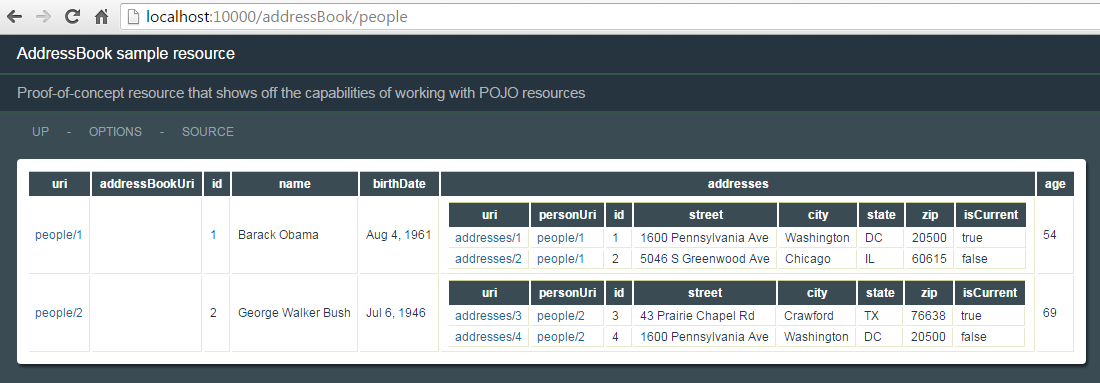 localhost:10000/addressBook/people
AddressBook sample resource
Proof-of-concept resource that shows off the capabilities of working with POJO resources
UP - OPTIONS - SOURCE
uri addressBookUri id name birthDate addresses age
people/1 1 Barack Obama Aug 4, 1961 54
uri personUri id street city state zip isCurrent
addresses/1 people/1 1 1600 Pennsylvania Ave Washington DC 20500 true
addresses/2 people/1 2 5046 S Greenwood Ave Chicago IL 60615 false
people/2 2 George Walker Bush Jul 6, 1946 69
uri personUri id street city state zip isCurrent
addresses/3 people/2 3 43 Prairie Chapel Rd Crawford TX 76638 true
addresses/4 people/2 4 1600 Pennsylvania Ave Washington DC 20500 false